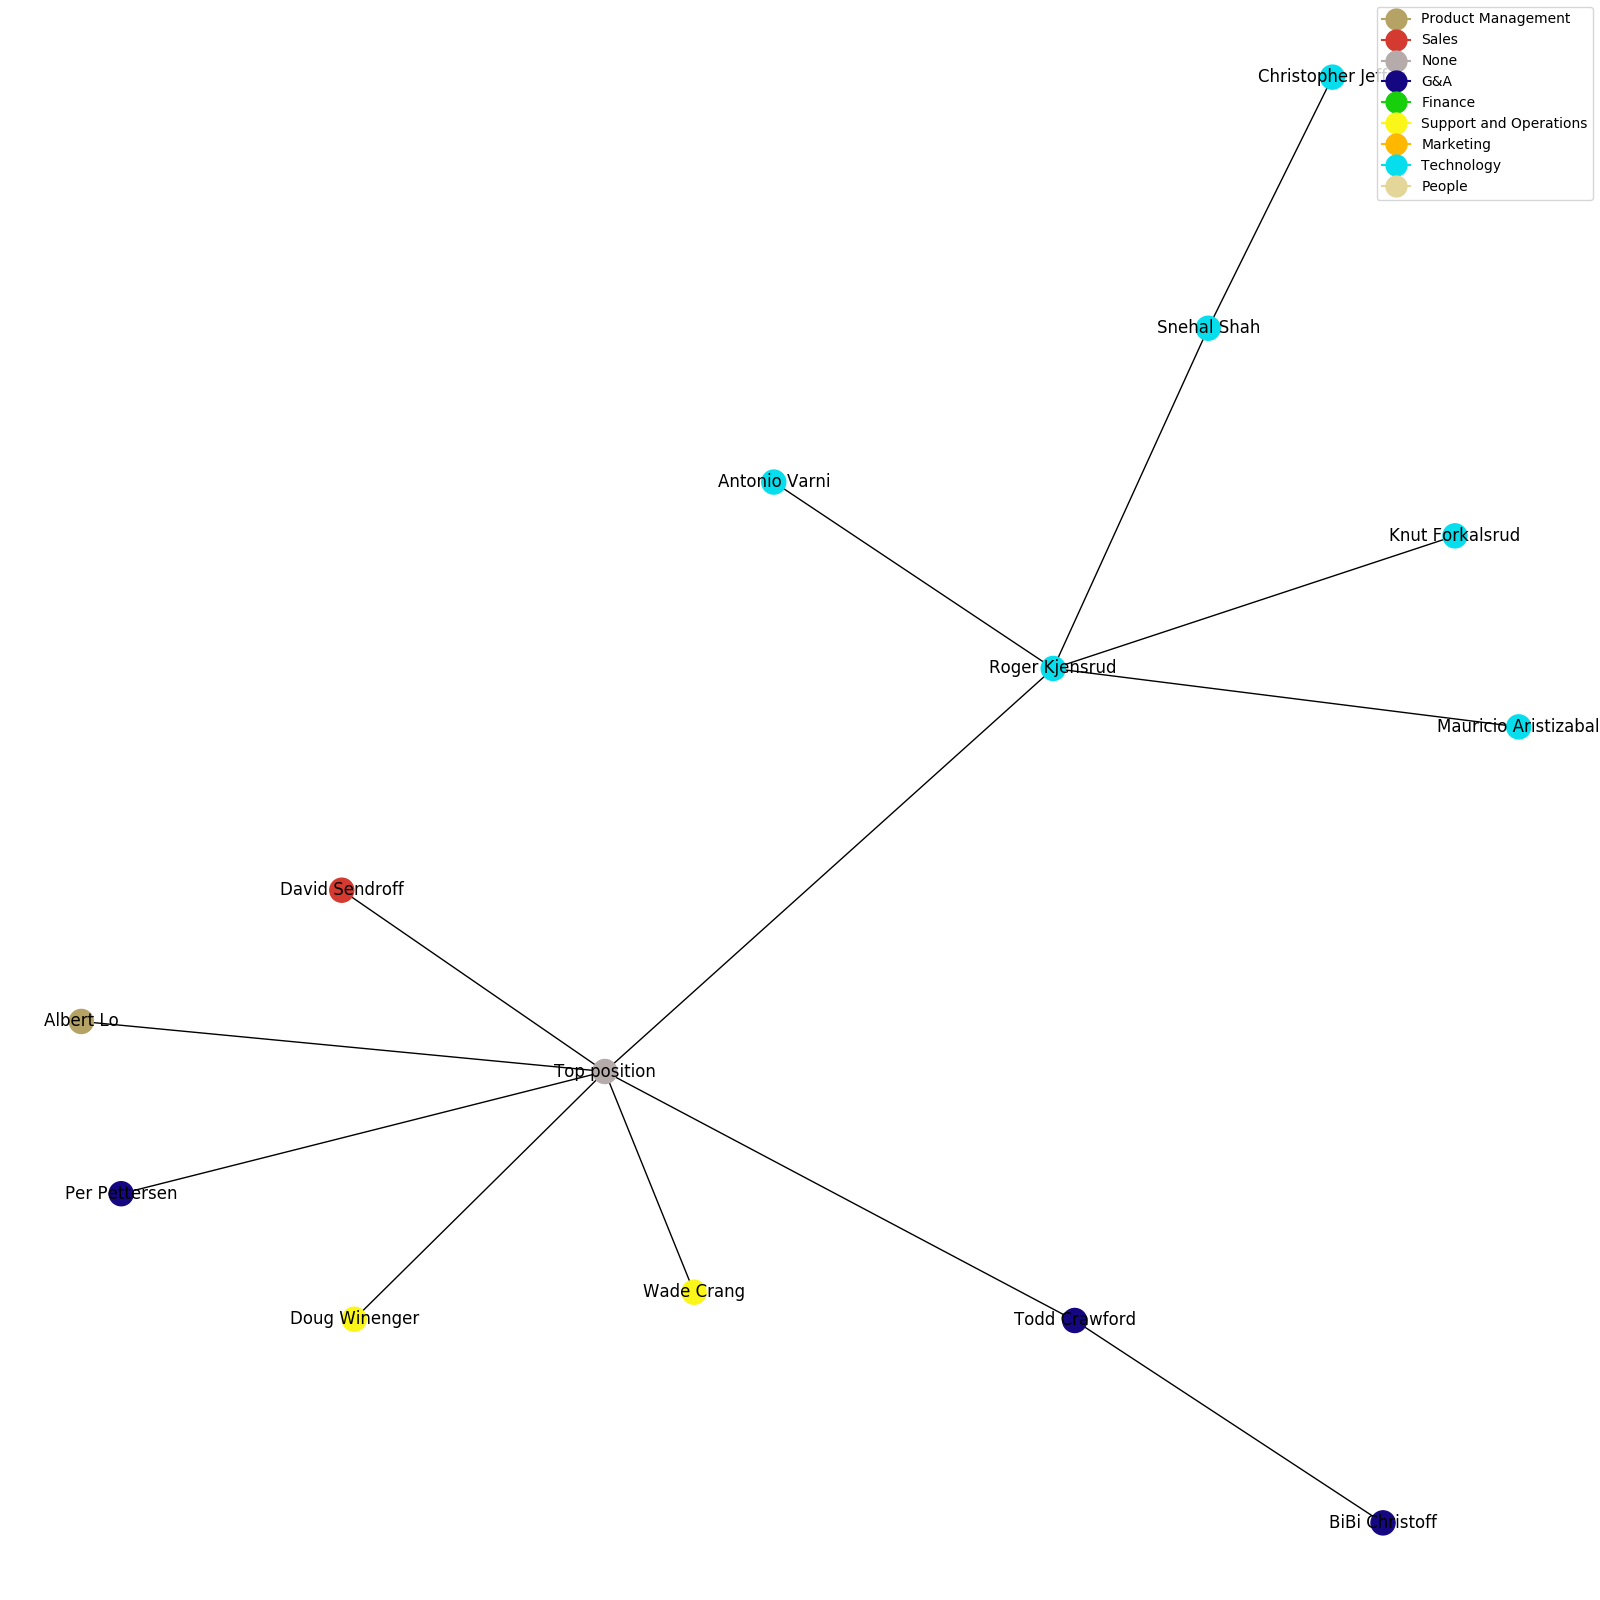 Product Management
Sales
None
G&A
Finance
Support and Operations
Marketing
Technology
People
Christopher
Snehal Shah
Antonio Varni
Knut Forkalsrud
Roger Kjensrud
Mauricio Aristizabal
David Sendroff
Albert Lo
Top position
Per Pettersen
Wade Crang
Doug Winenger
Todd Crawford
BiBi Christoff